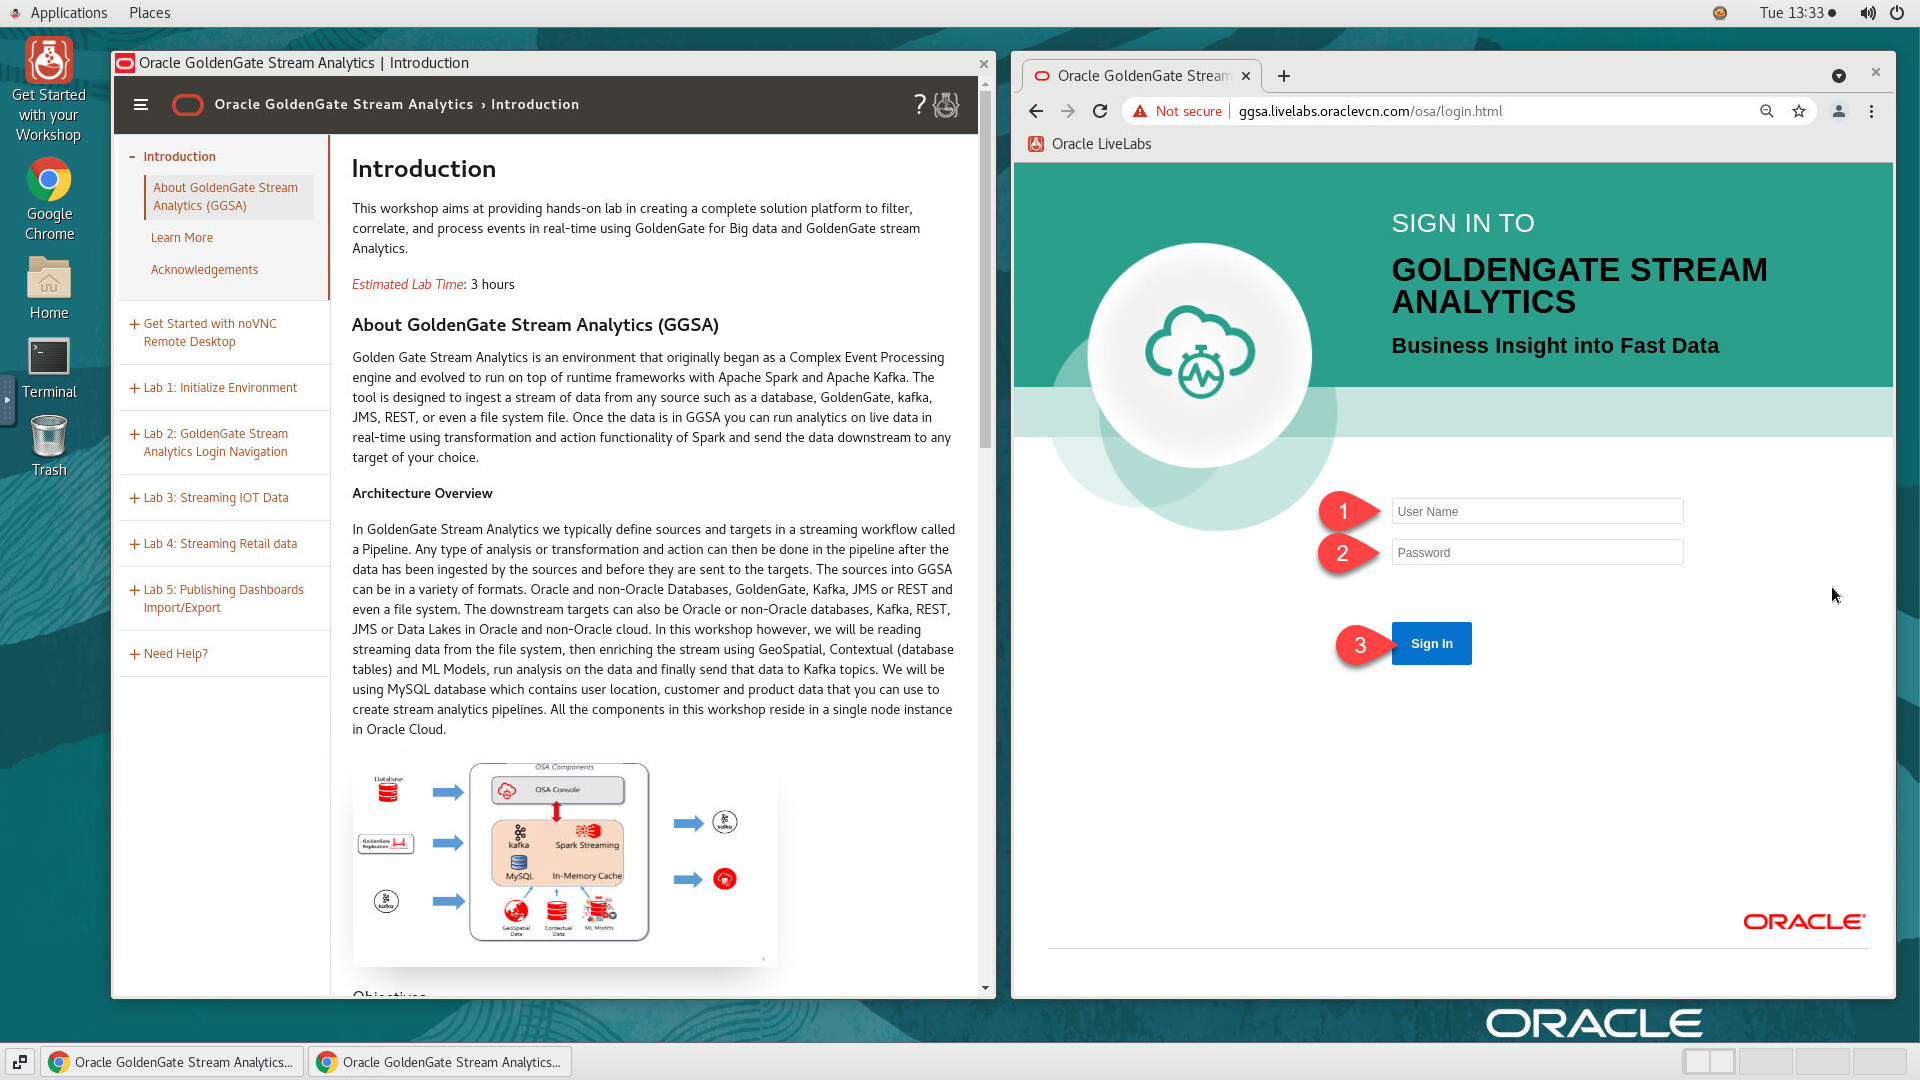 Applications Places
Tue 13:33
Get Started
with your
Workshop
Google
Chrome
Home
Terminal
Trash
Oracle GoldenGate Stream Analytics | Introduction
Oracle GoldenGate Stream Analytics › Introduction
?
− Introduction
About GoldenGate Stream
Analytics (GGSA)
Learn More
Acknowledgements
+ Get Started with noVNC
Remote Desktop
+ Lab 1: Initialize Environment
+ Lab 2: GoldenGate Stream
Analytics Login Navigation
+ Lab 3: Streaming IOT Data
+ Lab 4: Streaming Retail data
+ Lab 5: Publishing Dashboards
Import/Export
+ Need Help?
Introduction
This workshop aims at providing hands-on lab in creating a complete solution platform to filter,
correlate, and process events in real-time using GoldenGate for Big data and GoldenGate stream
Analytics.
Estimated Lab Time: 3 hours
About GoldenGate Stream Analytics (GGSA)
Golden Gate Stream Analytics is an environment that originally began as a Complex Event Processing
engine and evolved to run on top of runtime frameworks with Apache Spark and Apache Kafka. The
tool is designed to ingest a stream of data from any source such as a database, GoldenGate, kafka,
JMS, REST, or even a file system file. Once the data is in GGSA you can run analytics on live data in
real-time using transformation and action functionality of Spark and send the data downstream to any
target of your choice.
Architecture Overview
In GoldenGate Stream Analytics we typically define sources and targets in a streaming workflow called
a Pipeline. Any type of analysis or transformation and action can then be done in the pipeline after the
data has been ingested by the sources and before they are sent to the targets. The sources into GGSA
can be in a variety of formats. Oracle and non-Oracle Databases, GoldenGate, Kafka, JMS or REST and
even a file system. The downstream targets can also be Oracle or non-Oracle databases, Kafka, REST,
JMS or Data Lakes in Oracle and non-Oracle cloud. In this workshop however, we will be reading
streaming data from the file system, then enriching the stream using GeoSpatial, Contextual (database
tables) and ML Models, run analysis on the data and finally send that data to Kafka topics. We will be
using MySQL database which contains user location, customer and product data that you can use to
create stream analytics pipelines. All the components in this workshop reside in a single node instance
in Oracle Cloud.
OSA Components
Database
OSA Console
kafka
Spark Streaming
GoldenGate
Replication
MySQL
In-Memory Cache
kafka
kafka
GeoSpatial
Data
Contextual
Data
ML Models
Objectives
Oracle GoldenGate Stream
Not secure | ggsa.livelabs.oraclevcn.com/osa/login.html
Oracle LiveLabs
SIGN IN TO
GOLDENGATE STREAM
ANALYTICS
Business Insight into Fast Data
1 User Name
2 Password
3 Sign In
ORACLE
ORACLE
Oracle GoldenGate Stream Analytics...
Oracle GoldenGate Stream Analytics...